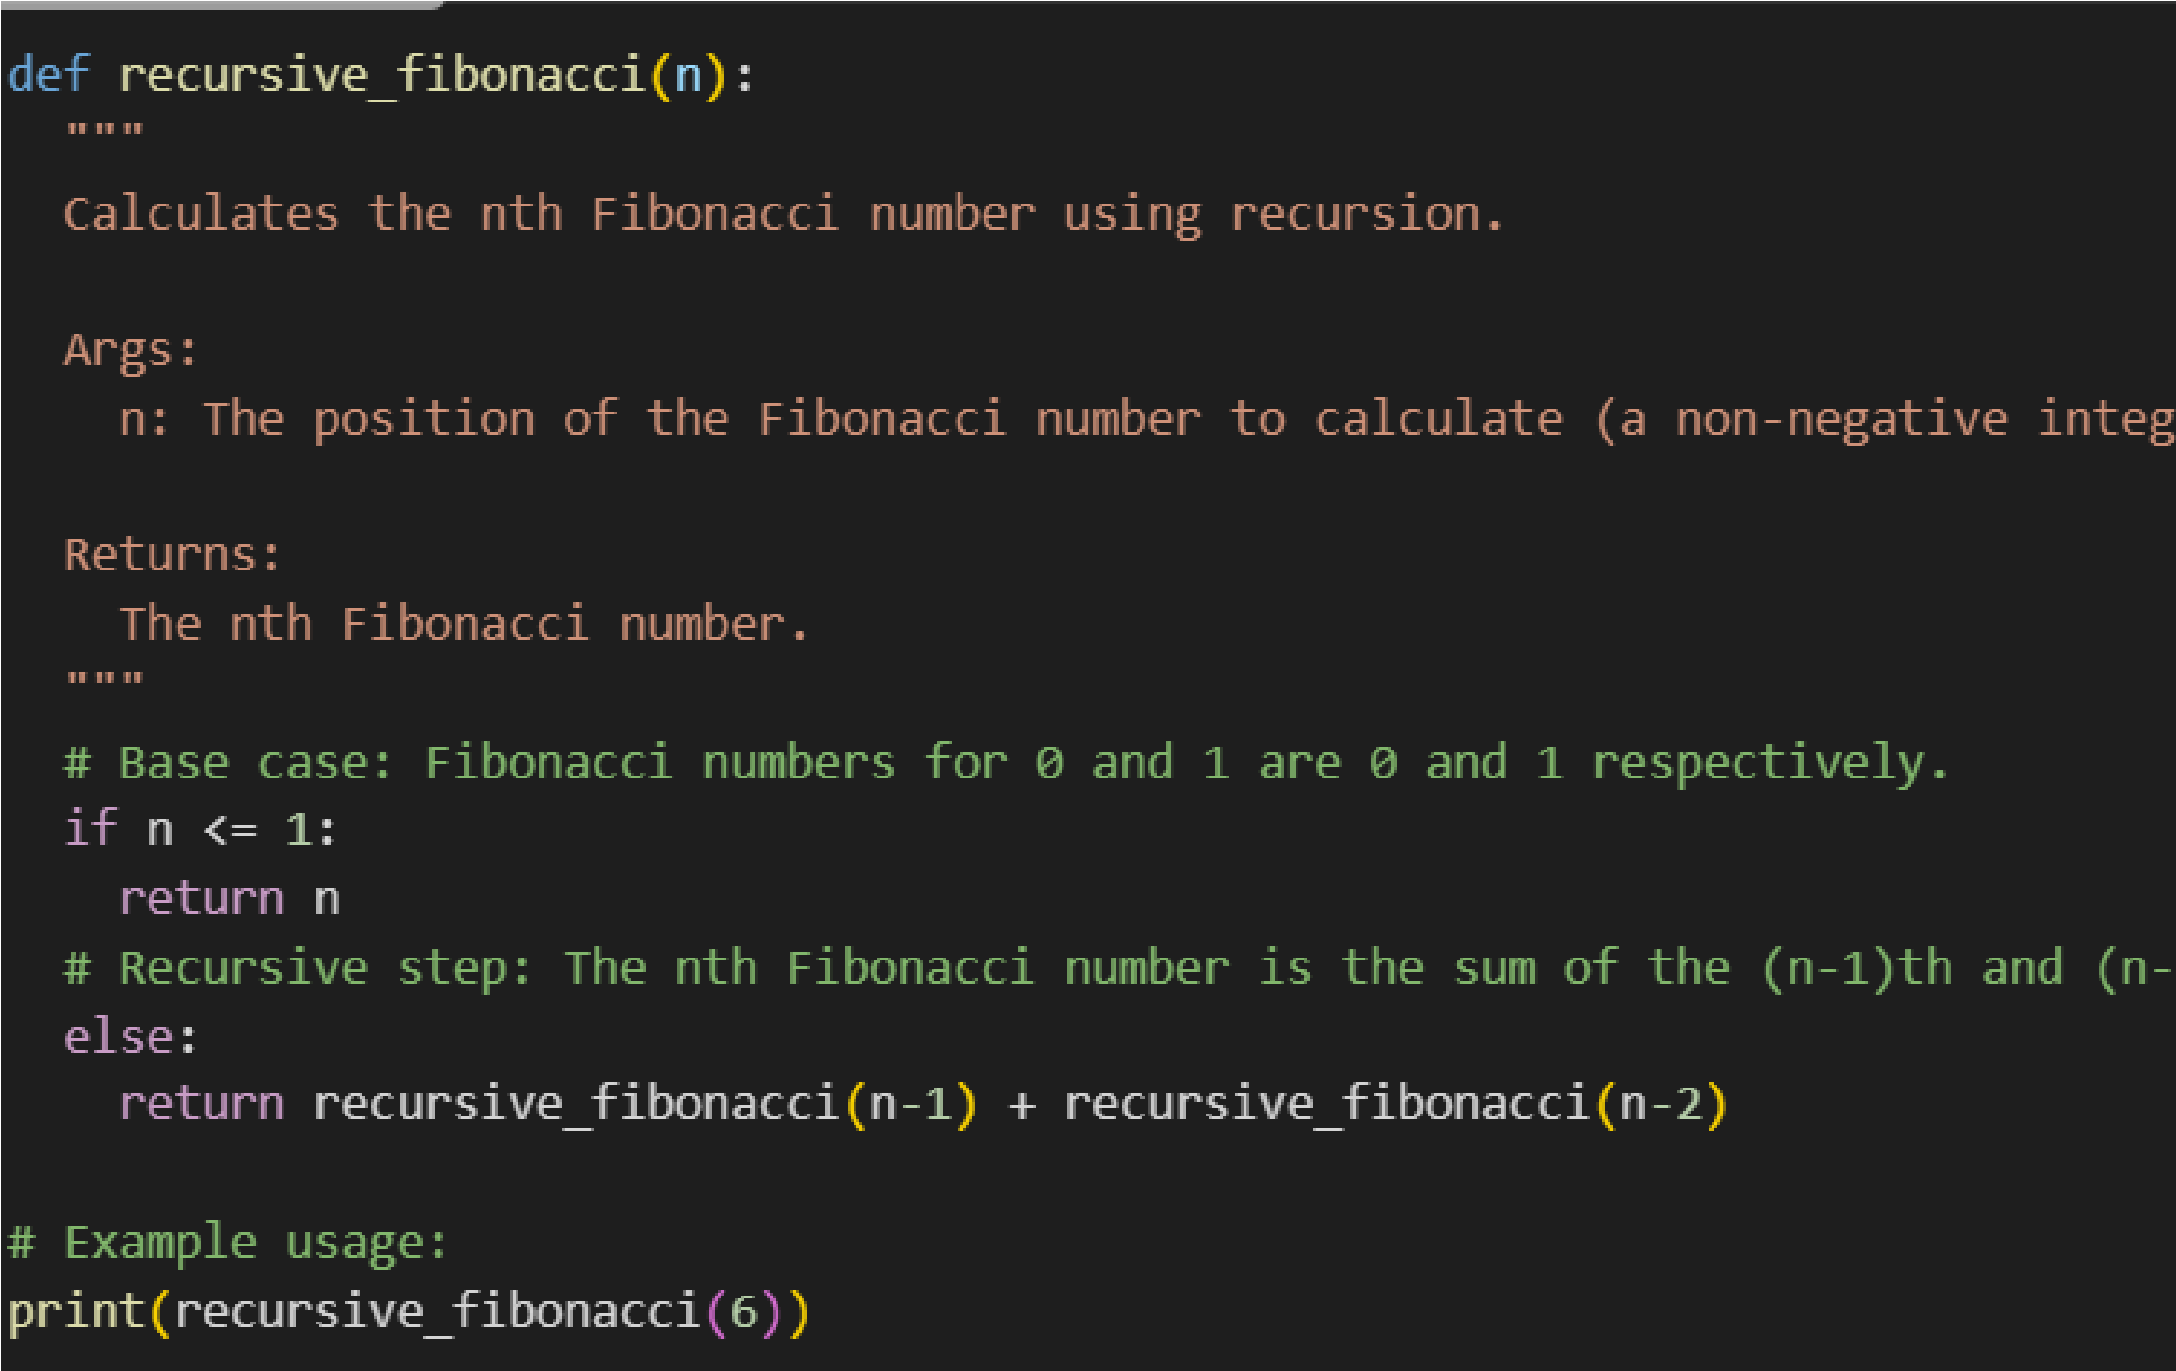 def recursive_fibonacci(n):
  """
  Calculates the nth Fibonacci number using recursion.

  Args:
    n: The position of the Fibonacci number to calculate (a non-negative integ

  Returns:
    The nth Fibonacci number.
  """
  # Base case: Fibonacci numbers for 0 and 1 are 0 and 1 respectively.
  if n <= 1:
    return n
  # Recursive step: The nth Fibonacci number is the sum of the (n-1)th and (n-
  else:
    return recursive_fibonacci(n-1) + recursive_fibonacci(n-2)

# Example usage:
print(recursive_fibonacci(6))